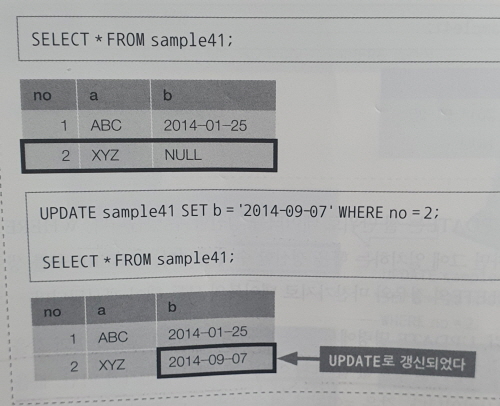 SELECT * FROM sample41;
no a b
1 ABC 2014-01-25
2 XYZ NULL
UPDATE sample41 SET b = '2014-09-07' WHERE no = 2;
SELECT * FROM sample41;
no a b
1 ABC 2014-01-25
2 XYZ 2014-09-07
UPDATE로 갱신되었다